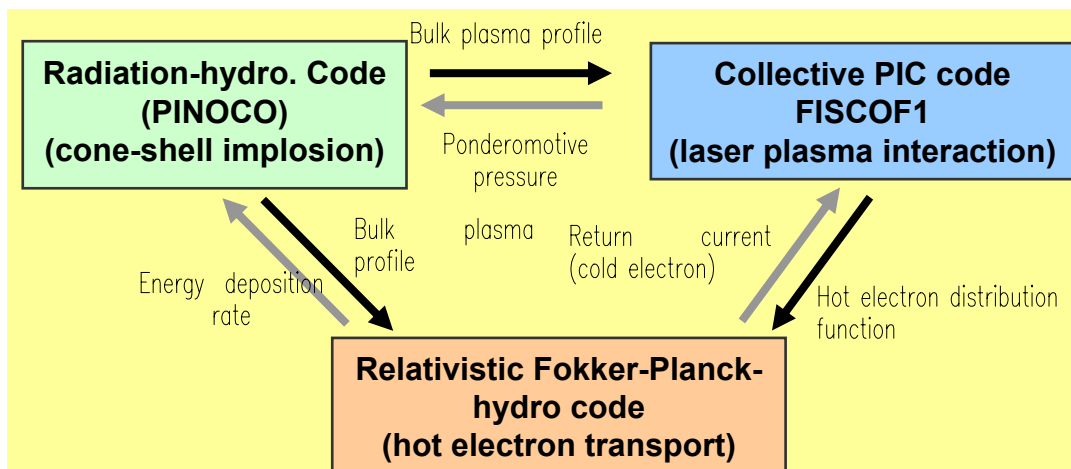 Bulk plasma profile
Radiation-hydro. Code
(PINOCO)
(cone-shell implosion)
Collective PIC code
FISCOF1
(laser plasma interaction)
Ponderomotive
pressure
Bulk plasma
profile
Return current
(cold electron)
Energy deposition
rate
Hot electron distribution
function
Relativistic Fokker-Planck-
hydro code
(hot electron transport)